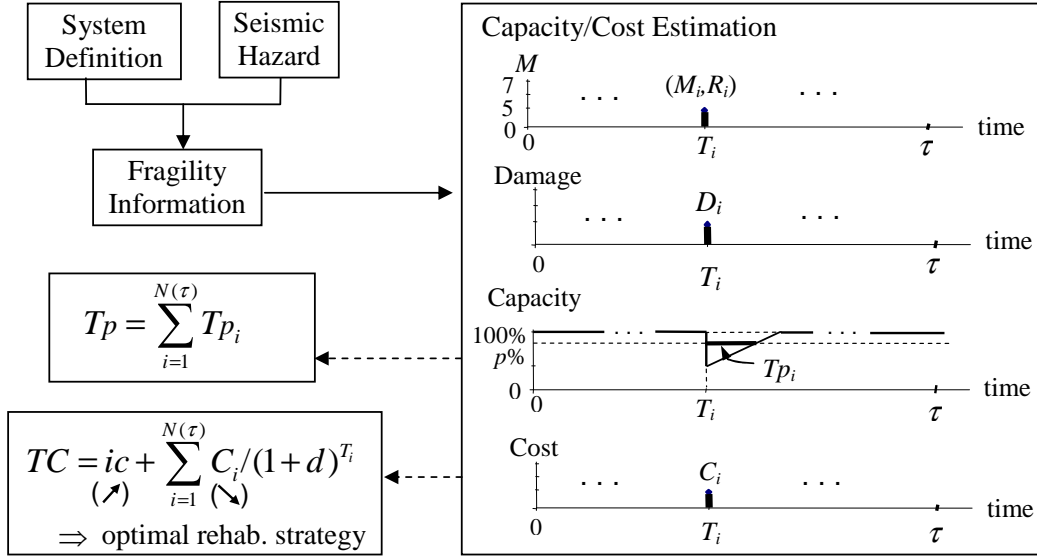 System
Definition
Seismic
Hazard
Fragility
Information
Tp = \sum_{i=1}^{N(τ)} Tp_i
TC = ic + \sum_{i=1}^{N(τ)} C_i/(1+d)^{T_i}
(↗) (↘)
⇒ optimal rehab. strategy
Capacity/Cost Estimation
M
7
5
0
. . .
(M_i,R_i)
. . .
time
0
T_i
τ
Damage
. . .
D_i
. . .
time
0
T_i
τ
Capacity
100%
p%
0
. . .
. . .
Tp_i
time
0
T_i
τ
Cost
. . .
C_i
. . .
time
0
T_i
τ